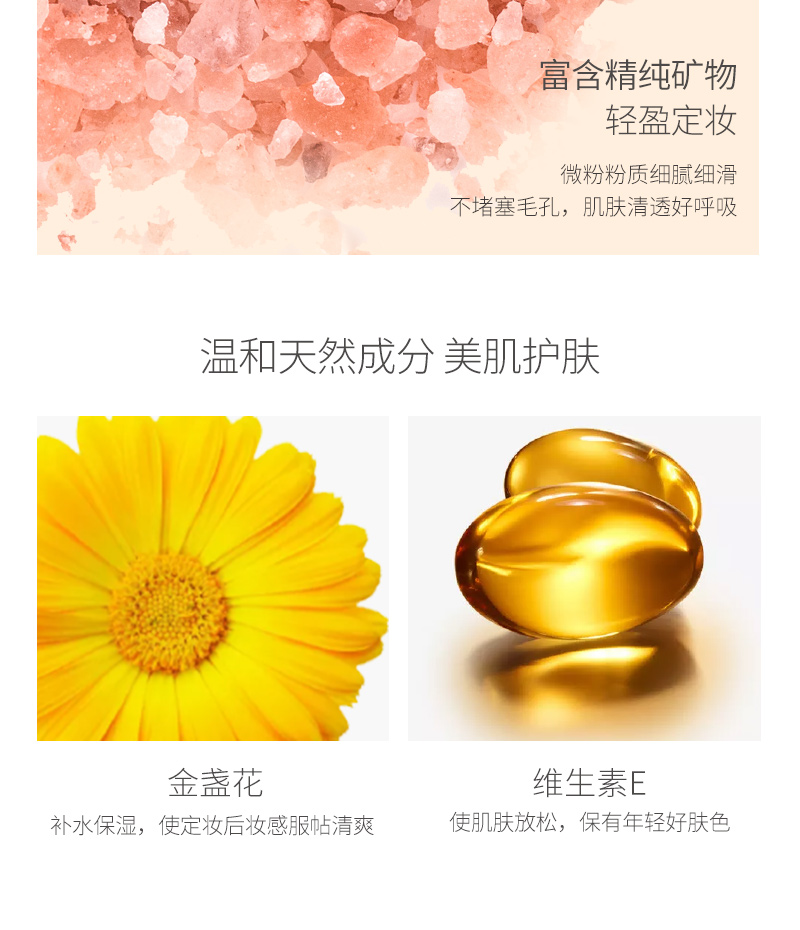 富含精纯矿物
轻盈定妆
微粉粉质细腻细滑
不堵塞毛孔，肌肤清透好呼吸
温和天然成分 美肌护肤
金盏花
补水保湿，使定妆后妆感服帖清爽
维生素E
使肌肤放松，保有年轻好肤色